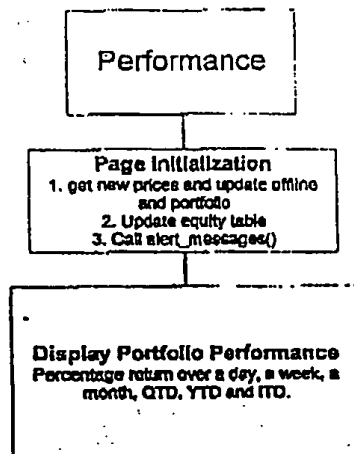 Performance
Page Initialization
1. get new prices and update offline
and portfolio
2. Update equity table
3. Call alert_messages()
Display Portfolio Performance
Percentage return over a day, a week, a
month, QTD, YTD and ITD.